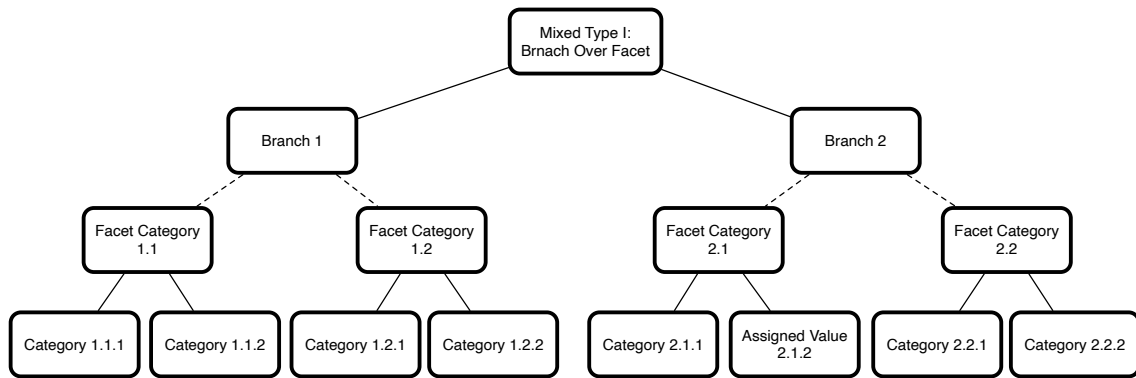 Mixed Type I:
Brnach Over Facet
Branch 1
Branch 2
Facet Category
1.1
Facet Category
1.2
Facet Category
2.1
Facet Category
2.2
Category 1.1.1
Category 1.1.2
Category 1.2.1
Category 1.2.2
Category 2.1.1
Assigned Value
2.1.2
Category 2.2.1
Category 2.2.2